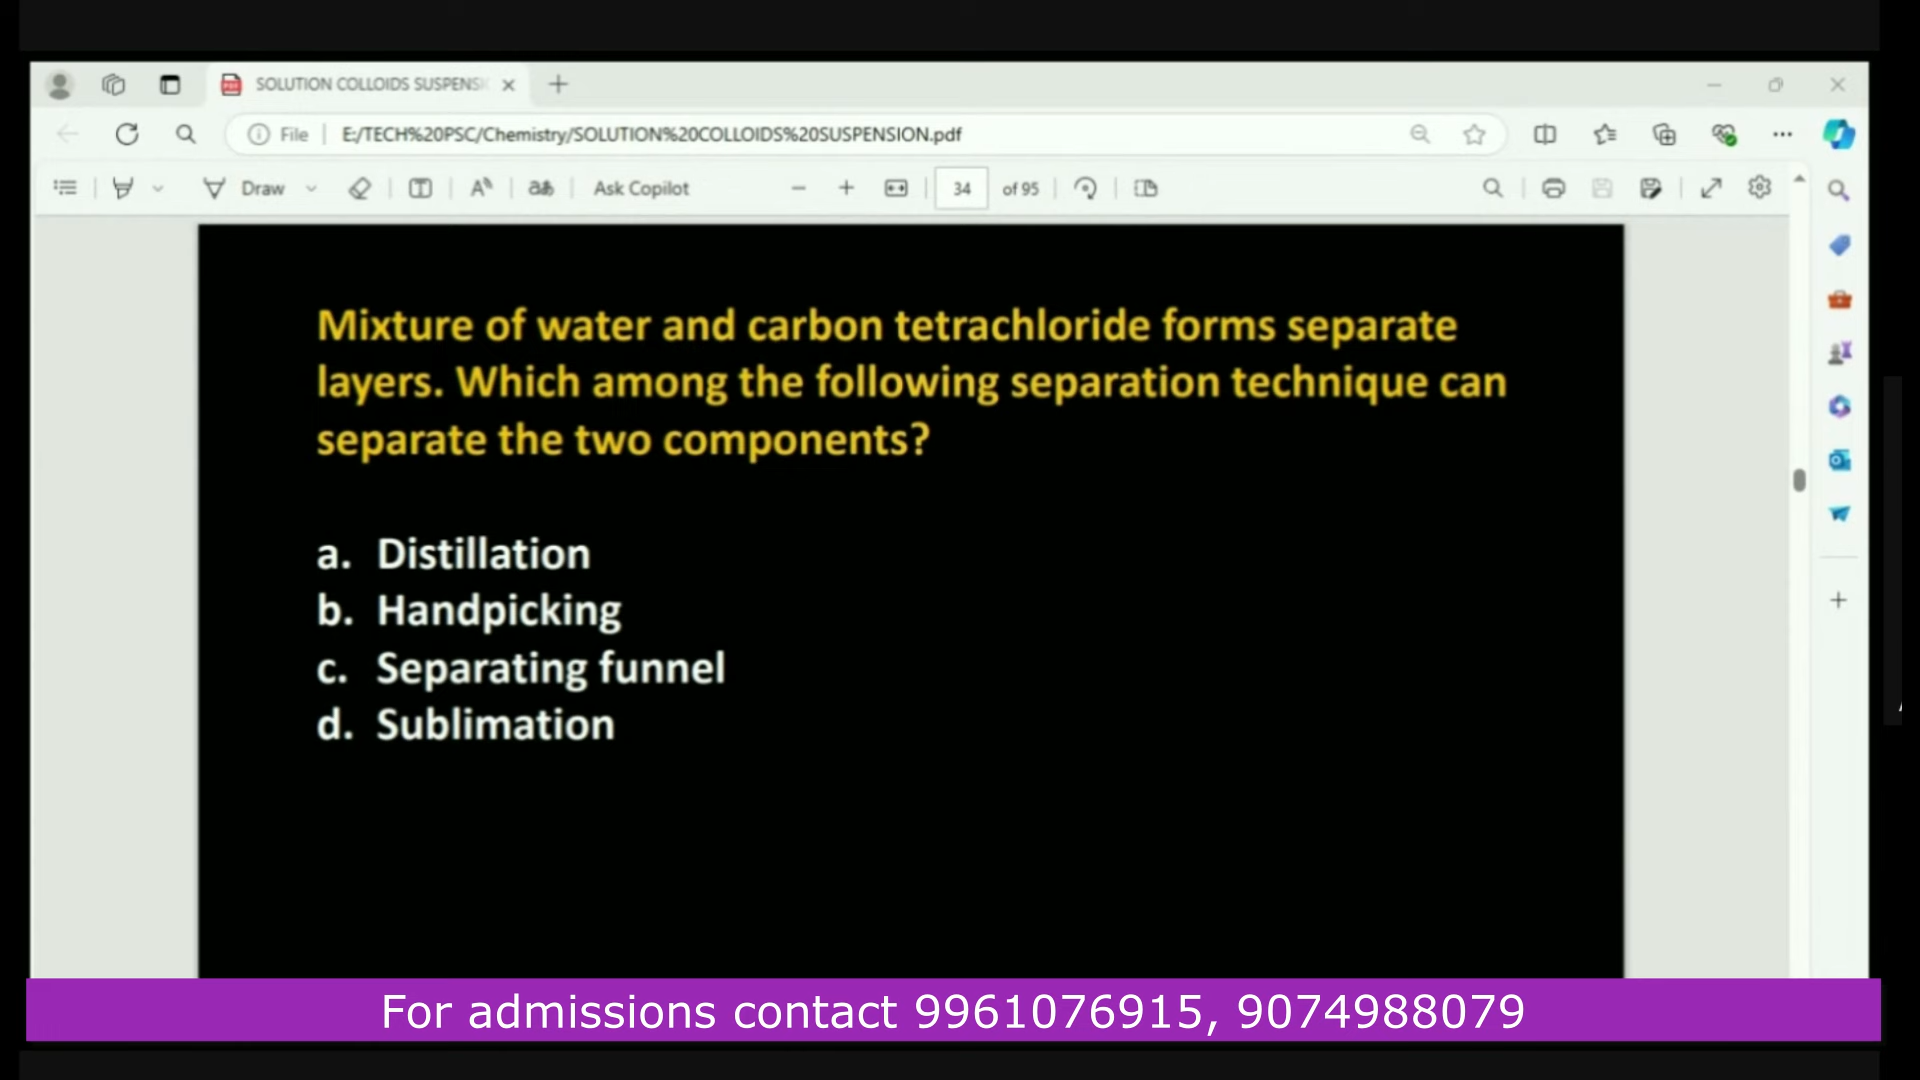 SOLUTION COLLOIDS SUSPENSI
File
E:/TECH%20PSC/Chemistry/SOLUTION%20COLLOIDS%20SUSPENSION.pdf
Draw
Ask Copilot
34 of 95
Mixture of water and carbon tetrachloride forms separate
layers. Which among the following separation technique can
separate the two components?
a. Distillation
b. Handpicking
c. Separating funnel
d. Sublimation
For admissions contact 9961076915, 9074988079